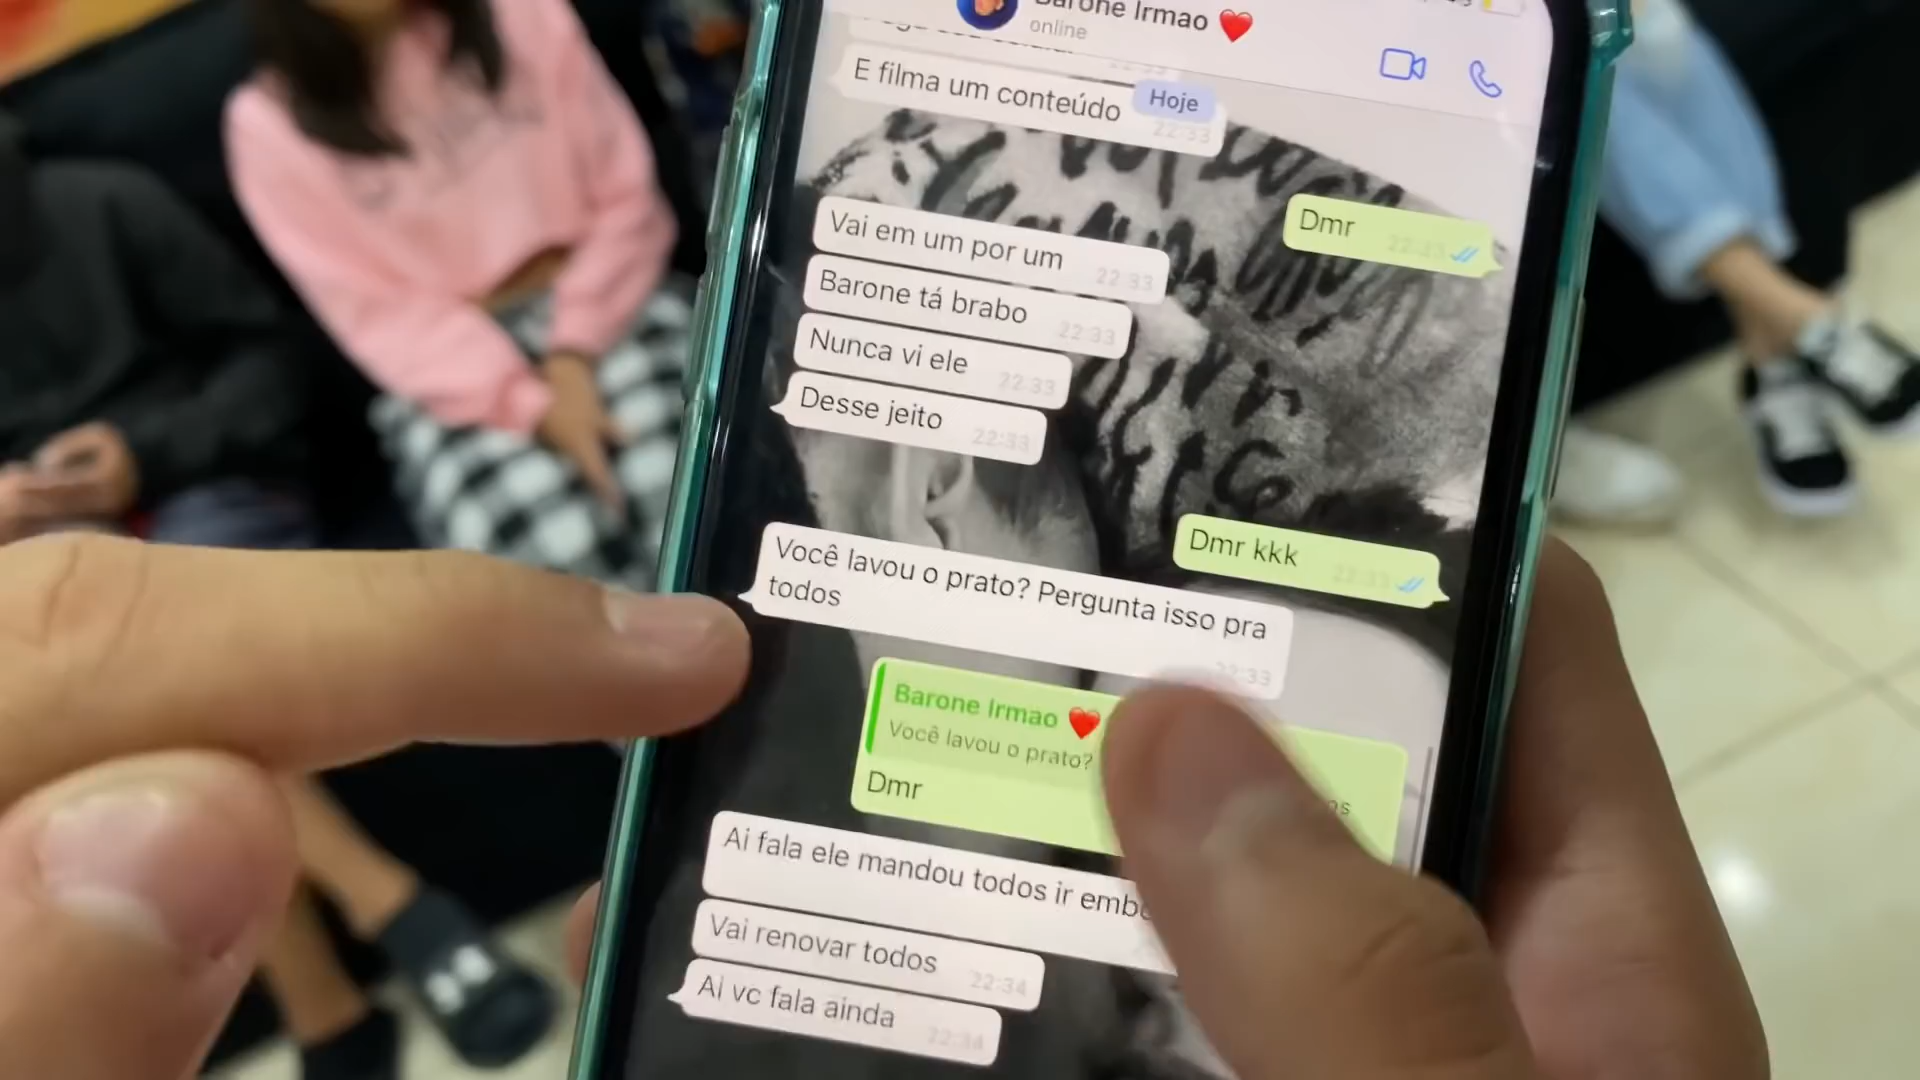 Barone Irmao ❤️
online
E filma um conteúdo
22:33
Hoje
Dmr
Vai em um por um
22:33
Barone tá brabo
22:33
Nunca vi ele
22:33
Desse jeito
22:33
Dmr kkk
22:33
Você lavou o prato? Pergunta isso pra
todos
22:33
Barone Irmao ❤️
Você lavou o prato?
Dmr
Ai fala ele mandou todos ir
Vai renovar todos
22:34
Ai vc fala ainda
22:34